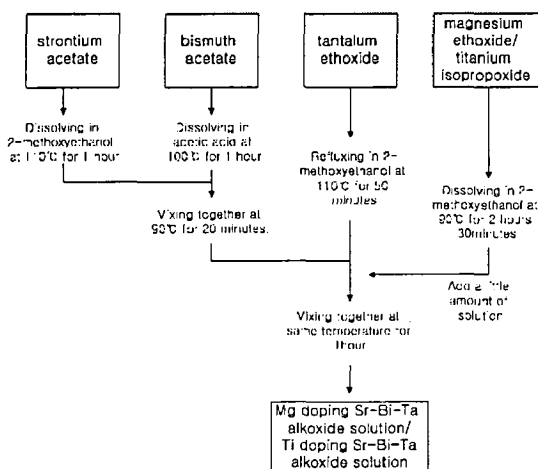 strontium
acetate
bismuth
acetate
tantalum
ethoxide
magnesium
ethoxide/
titanium
isopropoxide
Dissolving in
2-methoxyethanol
at 110℃ for 1 hour
Dissolving in
acetic acid at
100℃ for 1 hour
Refluxing in 2-
methoxyethanol at
110℃ for 50
minutes
Dissolving in 2-
methoxyethanol at
90℃ for 2 hours
30minutes
Mixing together at
90℃ for 20 minutes.
Add a little
amount of
solution
Mixing together at
same temperature for
1hour
Mg doping Sr-Bi-Ta
alkoxide solution/
Ti doping Sr-Bi-Ta
alkoxide solution